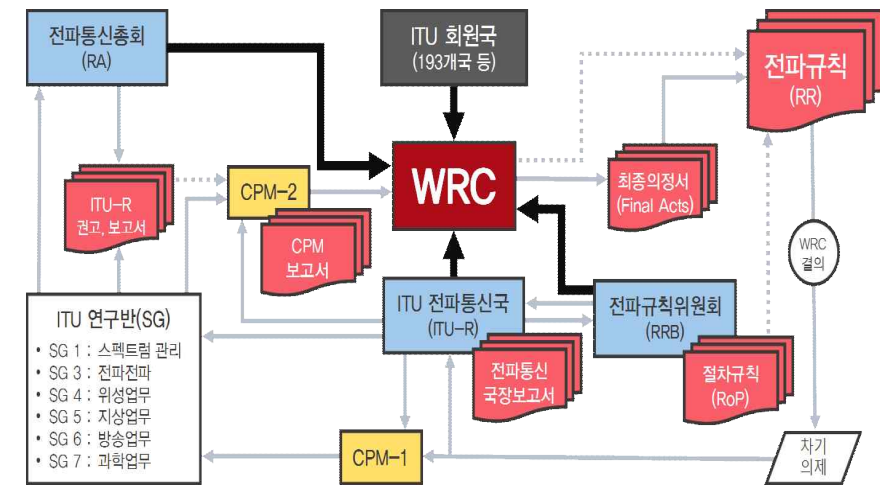 전파통신총회
(RA)
ITU 회원국
(193개국 등)
전파규칙
(RR)
ITU-R
권고, 보고서
CPM-2
CPM
보고서
WRC
최종의정서
(Final Acts)
WRC
결의
ITU 연구반(SG)
• SG 1 : 스펙트럼 관리
• SG 3 : 전파전파
• SG 4 : 위성업무
• SG 5 : 지상업무
• SG 6 : 방송업무
• SG 7 : 과학업무
ITU 전파통신국
(ITU-R)
전파통신
국장보고서
전파규칙위원회
(RRB)
절차규칙
(RoP)
CPM-1
차기
의제